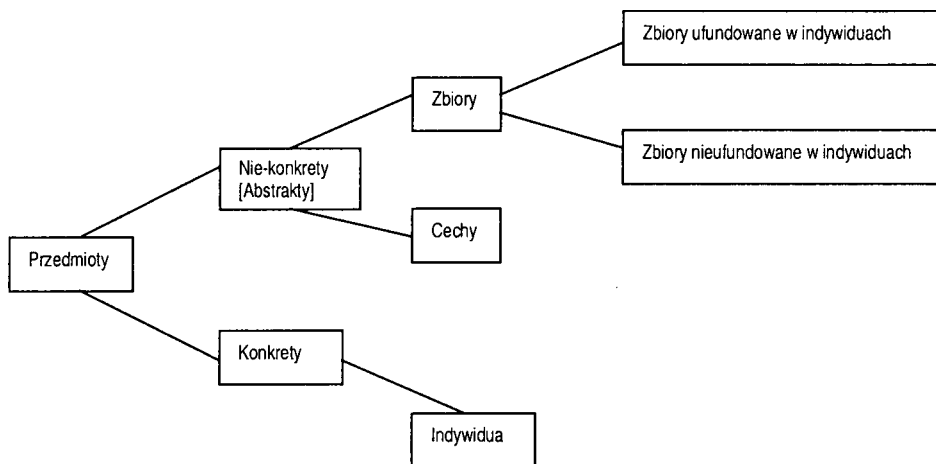 Zbiory ufundowane w indywiduach
Zbiory
Zbiory nieufundowane w indywiduach
Nie-konkrety
[Abstrakty]
Cechy
Przedmioty
Konkrety
Indywidua